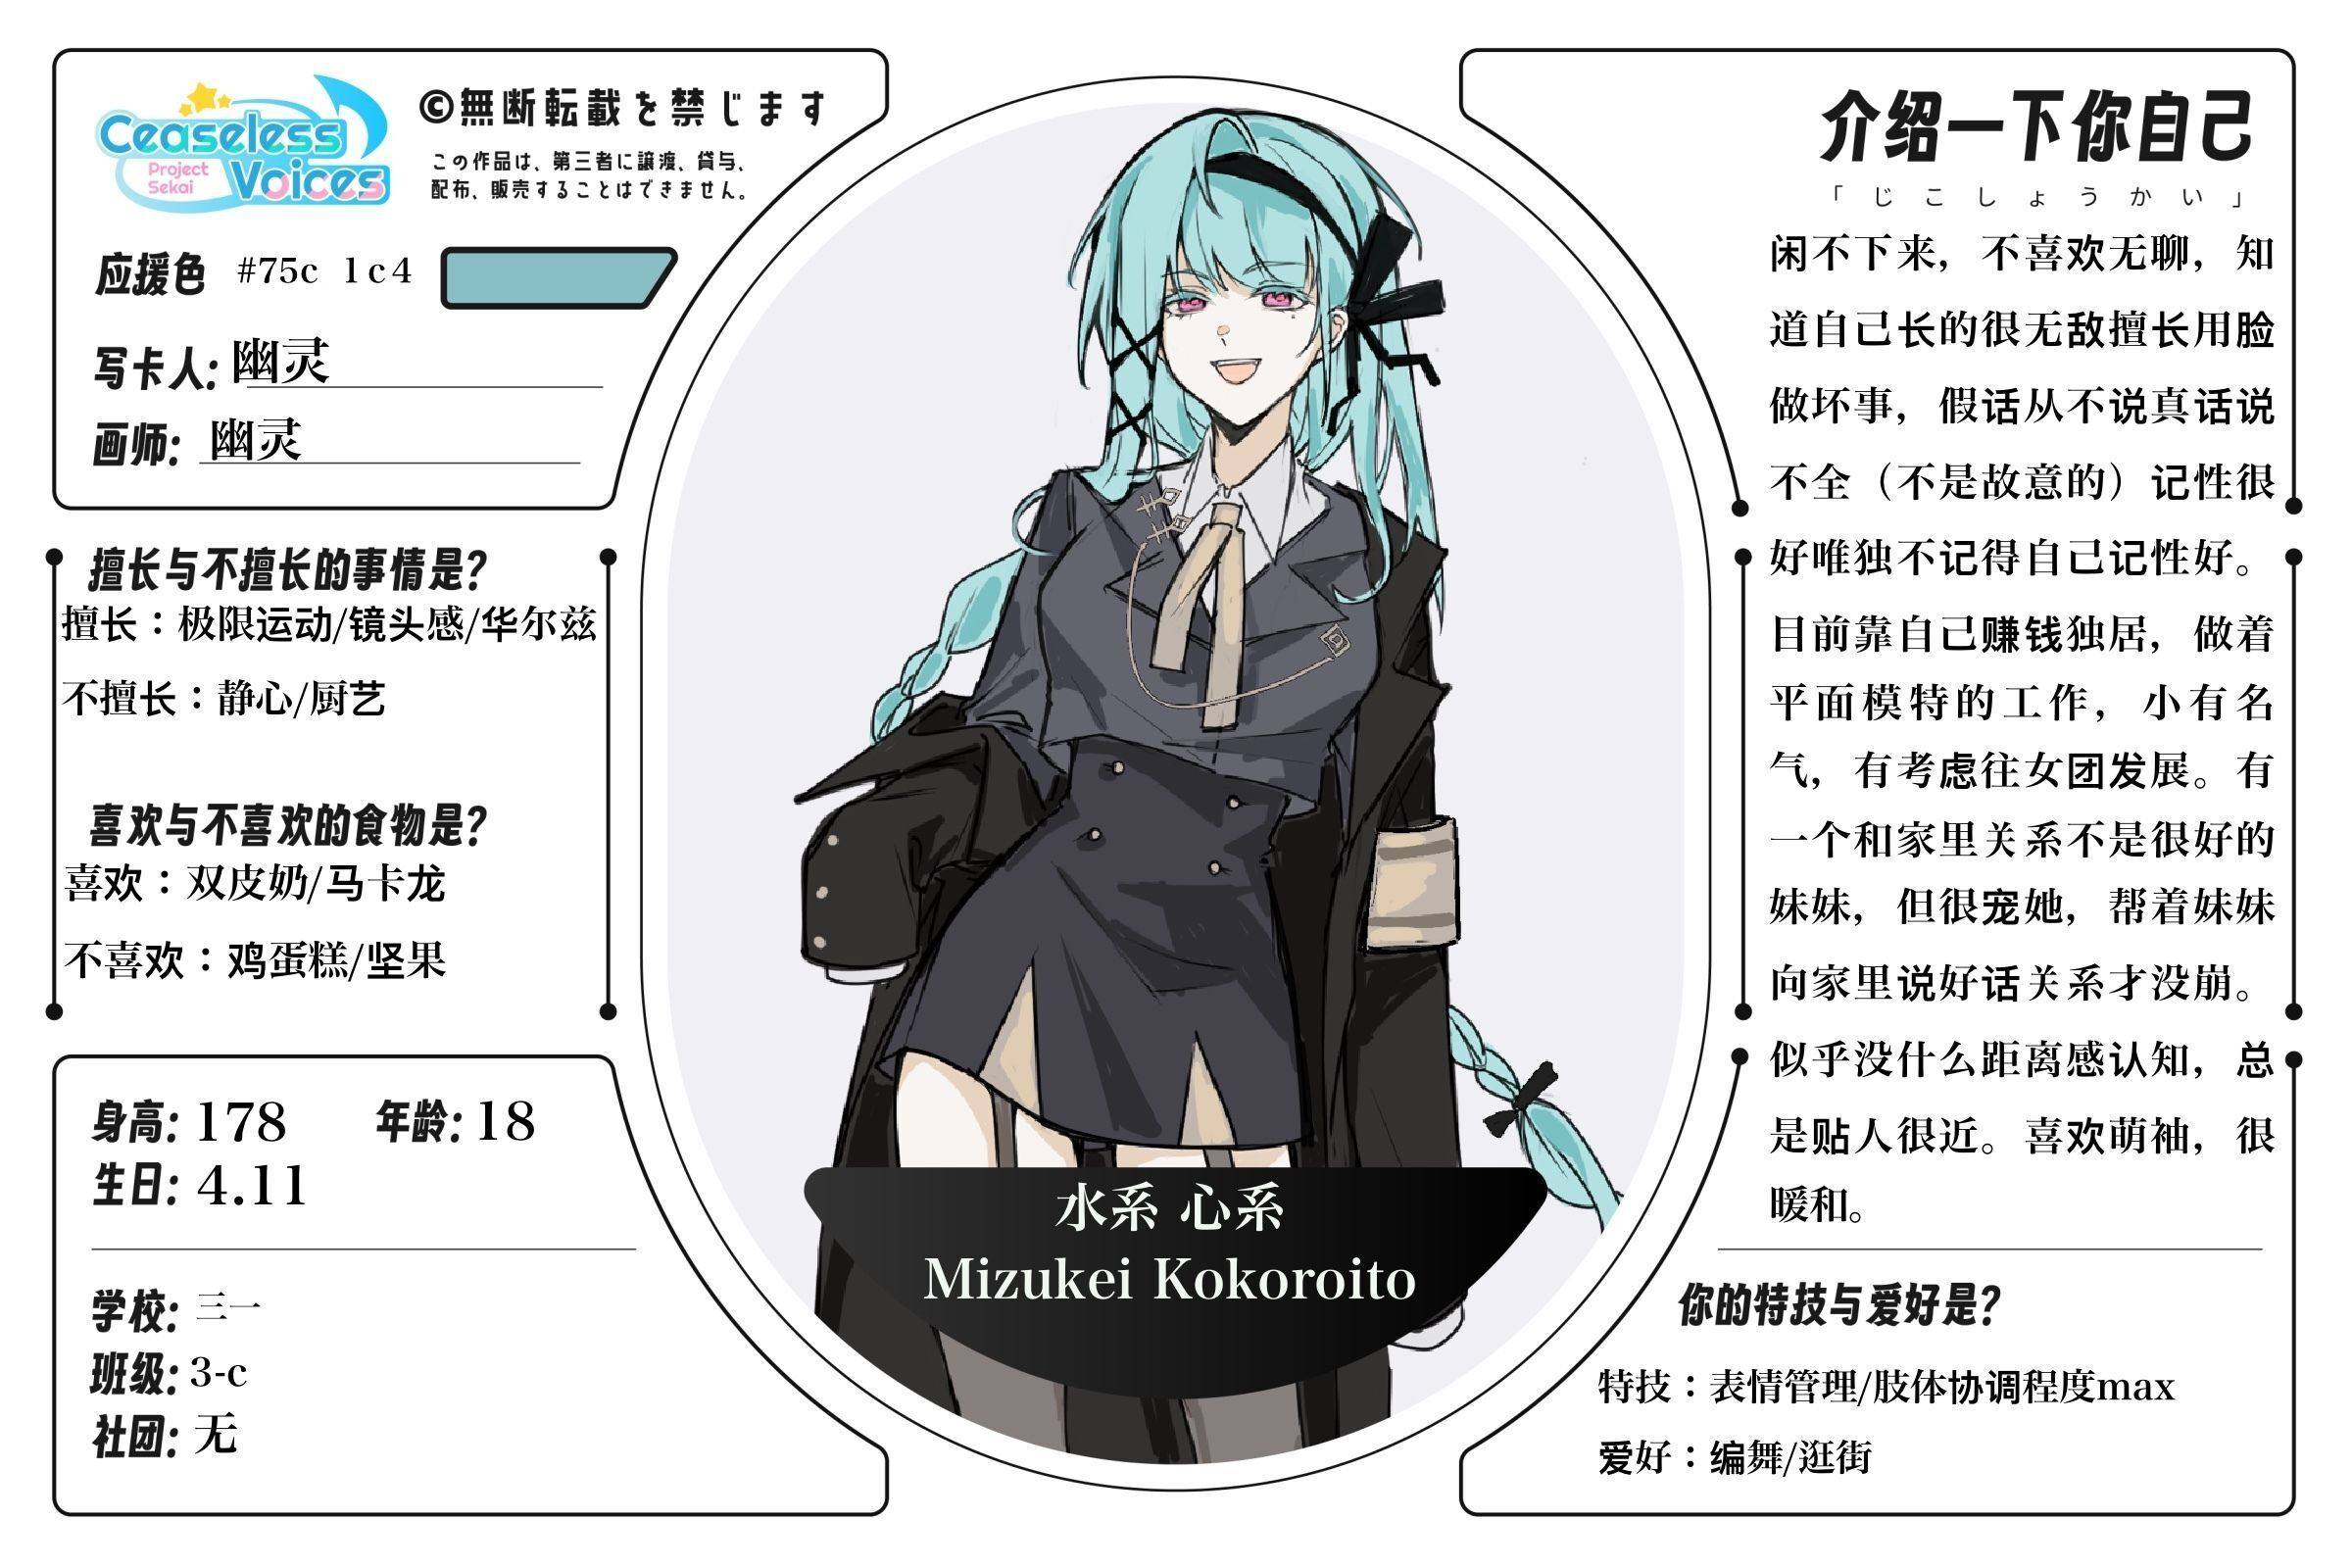 Ceaseless
Project
Sekai
Voices
©無断転載を禁じます
この作品は、第三者に譲渡、貸与、
配布、販売することはできません。
应援色 #75c 1c4
写卡人: 幽灵
画师: 幽灵
擅长与不擅长的事情是?
擅长：极限运动/镜头感/华尔兹
不擅长：静心/厨艺
喜欢与不喜欢的食物是?
喜欢：双皮奶/马卡龙
不喜欢：鸡蛋糕/坚果
身高: 178 年龄: 18
生日: 4.11
学校: 三一
班级: 3-c
社团: 无
水系 心系
Mizukei Kokoroito
介绍一下你自己
「じこしょうかい」
闲不下来，不喜欢无聊，知
道自己长的很无敌擅长用脸
做坏事，假话从不说真话说
不全（不是故意的）记性很
好唯独不记得自己记性好。
目前靠自己赚钱独居，做着
平面模特的工作，小有名
气，有考虑往女团发展。有
一个和家里关系不是很好的
妹妹，但很宠她，帮着妹妹
向家里说好话关系才没崩。
似乎没什么距离感认知，总
是贴人很近。喜欢萌袖，很
暖和。
你的特技与爱好是?
特技：表情管理/肢体协调程度max
爱好：编舞/逛街